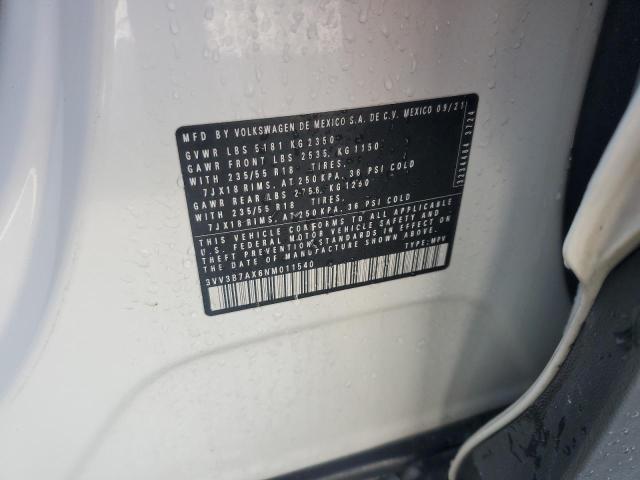 MFD BY VOLKSWAGEN DE MEXICO S.A. DE C.V. MEXICO 09/21
GVWR LBS 5181 KG 2350
GAWR FRONT LBS 2535, KG 1150
WITH 235/55 R18 TIRES.
7JX18 RIMS, AT 250 KPA, 36 PSI COLD
GAWR REAR LBS 2756, KG 1250
WITH 235/55 R18 TIRES.
7JX18 RIMS, AT 250 KPA, 36 PSI COLD
THIS VEHICLE CONFORMS TO ALL APPLICABLE
U.S. FEDERAL MOTOR VEHICLE SAFETY AND
THEFT PREVENTION STANDARDS IN EFFECT ON
THE DATE OF MANUFACTURE SHOWN ABOVE.
3VV3B7AX6NM011540 TYPE: MPV
3724